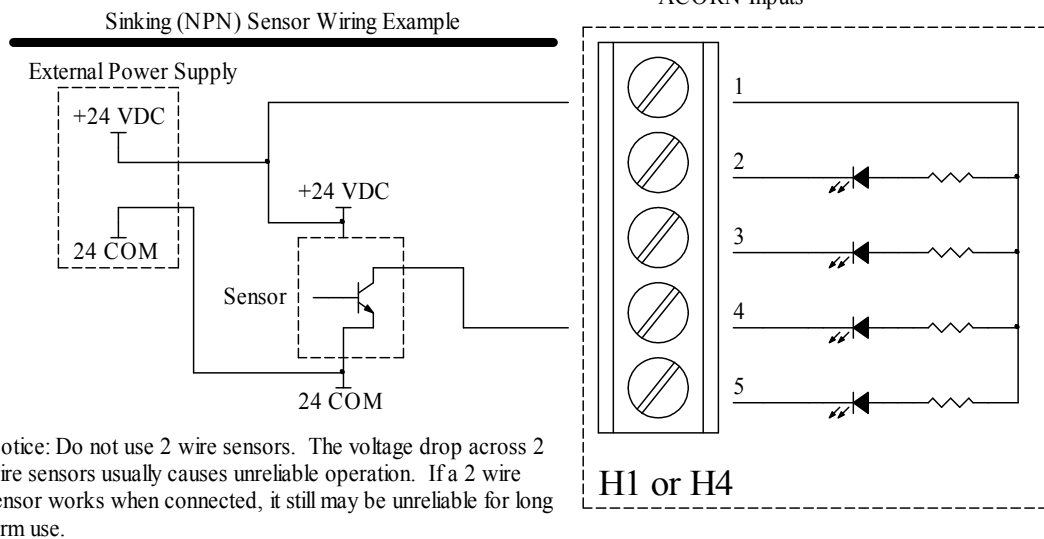 Sinking (NPN) Sensor Wiring Example
ACORN Inputs
External Power Supply
+24 VDC
24 COM
+24 VDC
Sensor
24 COM
1
2
3
4
5
H1 or H4
otice: Do not use 2 wire sensors. The voltage drop across 2
ire sensors usually causes unreliable operation. If a 2 wire
ensor works when connected, it still may be unreliable for long
rm use.